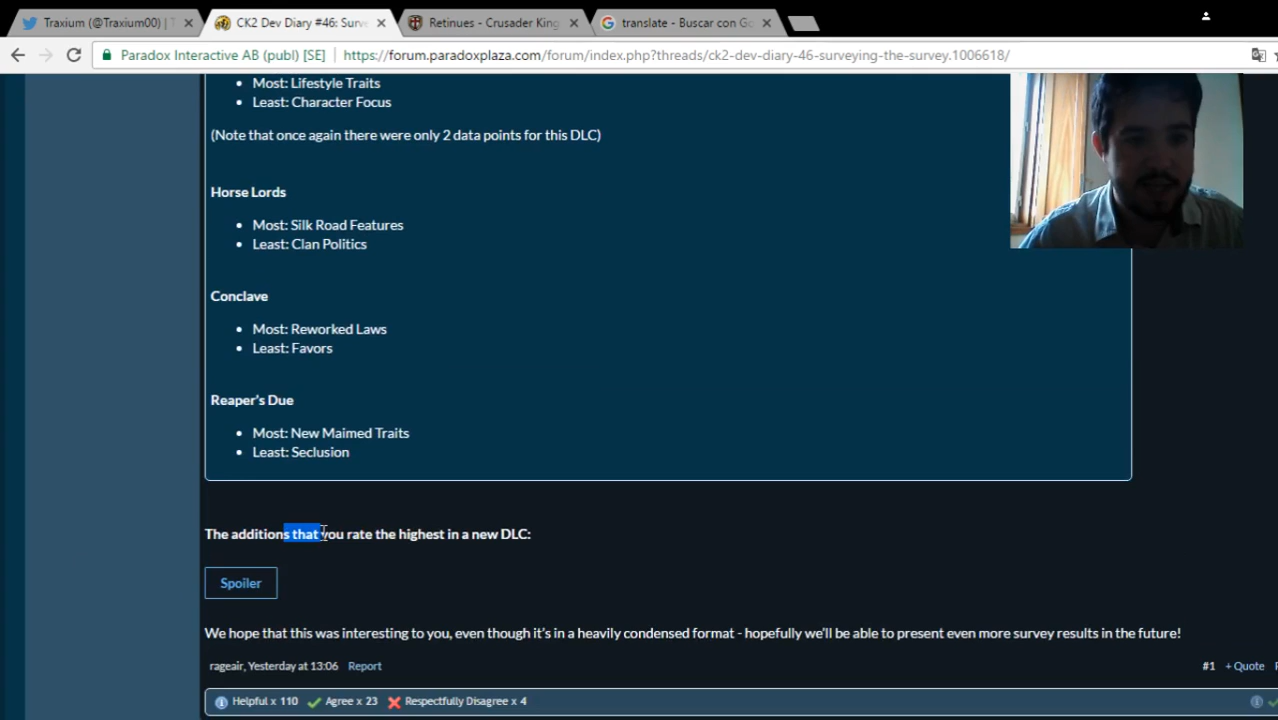 Traxium (@Traxium00) | T
CK2 Dev Diary #46: Surve
Retinues - Crusader King
translate - Buscar con Go
Paradox Interactive AB (publ) [SE]
https://forum.paradoxplaza.com/forum/index.php?threads/ck2-dev-diary-46-surveying-the-survey.1006618/
Most: Lifestyle Traits
Least: Character Focus
(Note that once again there were only 2 data points for this DLC)
Horse Lords
Most: Silk Road Features
Least: Clan Politics
Conclave
Most: Reworked Laws
Least: Favors
Reaper's Due
Most: New Maimed Traits
Least: Seclusion
The additions that you rate the highest in a new DLC:
Spoiler
We hope that this was interesting to you, even though it's in a heavily condensed format - hopefully we'll be able to present even more survey results in the future!
rageair, Yesterday at 13:06 Report #1 + Quote
Helpful x 110 Agree x 23 Respectfully Disagree x 4